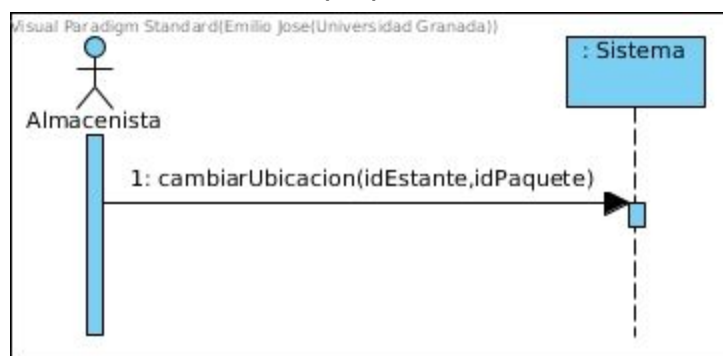 Visual Paradigm Standard(Emilio Jose(Universidad Granada))
: Sistema
Almacenista
1: cambiarUbicacion(idEstante,idPaquete)